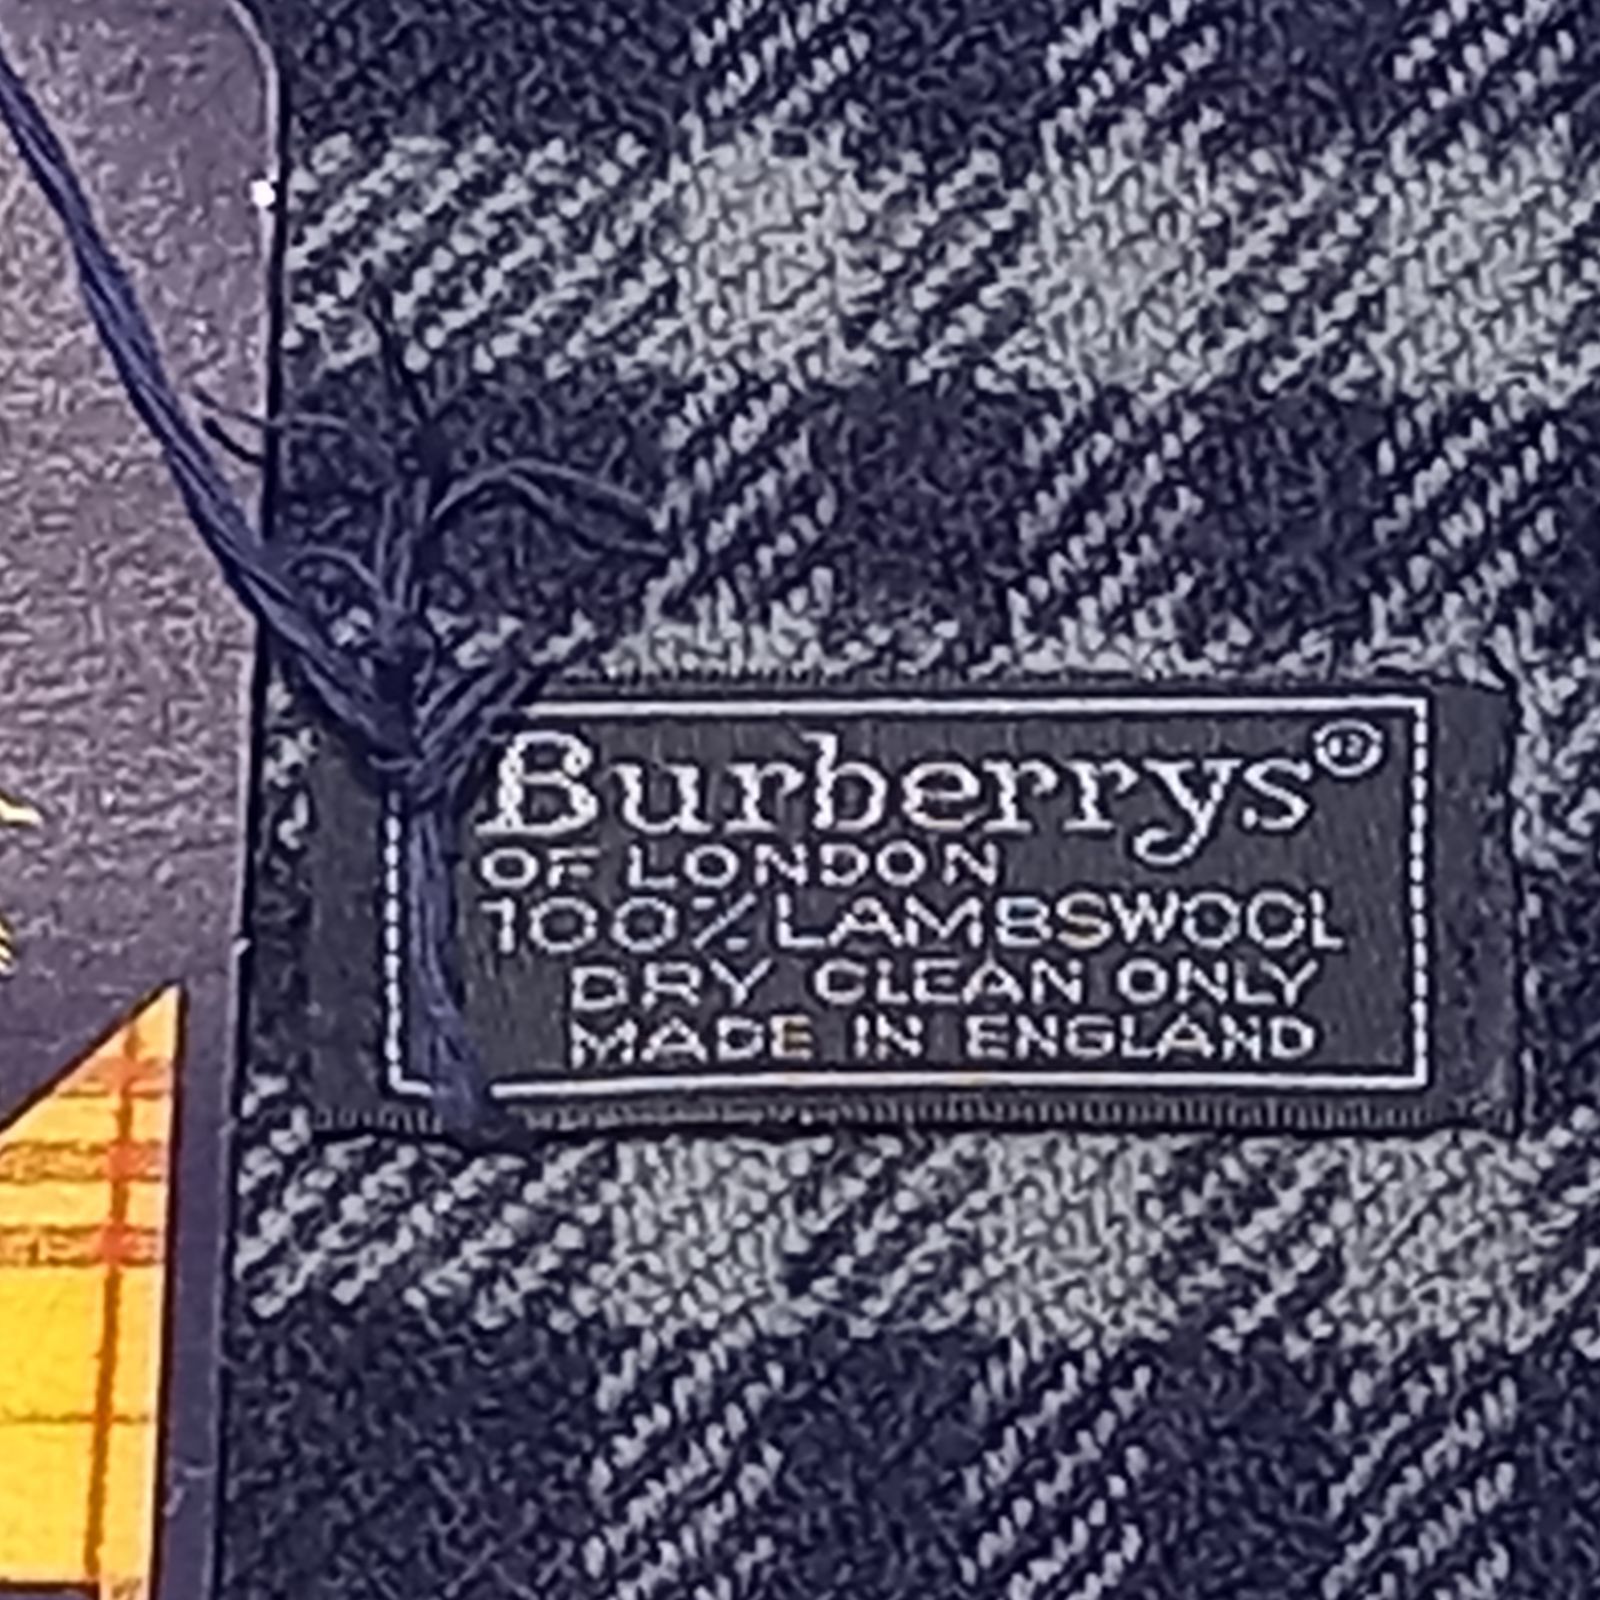 Burberrys®
OF LONDON
100% LAMBSWOOL
DRY CLEAN ONLY
MADE IN ENGLAND